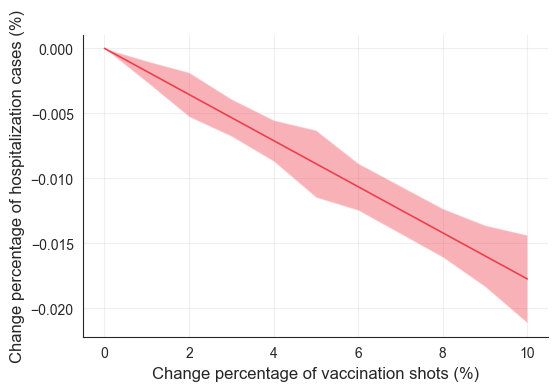 Change percentage of hospitalization cases (%)
0.000
−0.005
−0.010
−0.015
−0.020
0 2 4 6 8 10
Change percentage of vaccination shots (%)